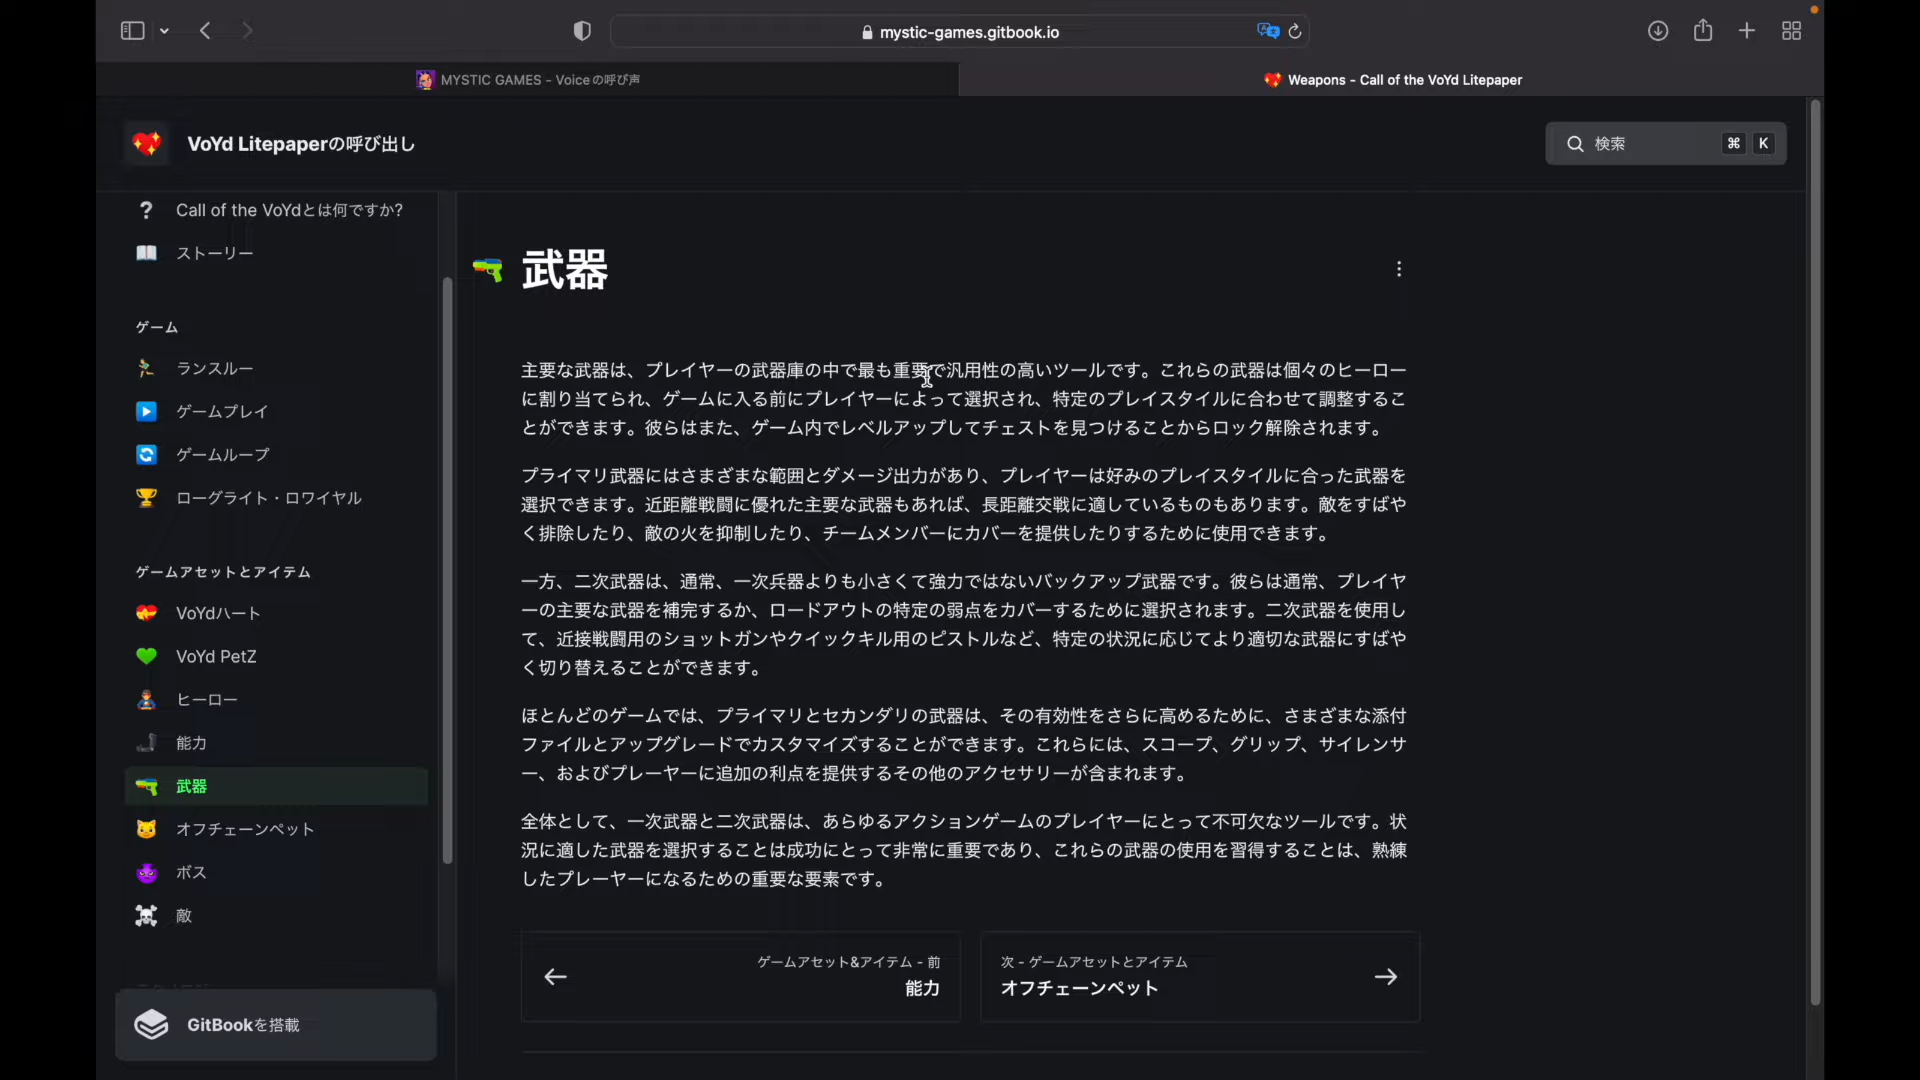 mystic-games.gitbook.io
MYSTIC GAMES - Voiceの呼び声
Weapons - Call of the VoYd Litepaper
VoYd Litepaperの呼び出し
検索
⌘ K
Call of the VoYdとは何ですか?
ストーリー
ゲーム
ランスルー
ゲームプレイ
ゲームループ
ローグライト・ロワイヤル
ゲームアセットとアイテム
VoYdハート
VoYd PetZ
ヒーロー
能力
武器
オフチェーンペット
ボス
敵
GitBookを搭載
武器
主要な武器は、プレイヤーの武器庫の中で最も重要で汎用性の高いツールです。これらの武器は個々のヒーロー
に割り当てられ、ゲームに入る前にプレイヤーによって選択され、特定のプレイスタイルに合わせて調整するこ
とができます。彼らはまた、ゲーム内でレベルアップしてチェストを見つけることからロック解除されます。
プライマリ武器にはさまざまな範囲とダメージ出力があり、プレイヤーは好みのプレイスタイルに合った武器を
選択できます。近距離戦闘に優れた主要な武器もあれば、長距離交戦に適しているものもあります。敵をすばや
く排除したり、敵の火を抑制したり、チームメンバーにカバーを提供したりするために使用できます。
一方、二次武器は、通常、一次兵器よりも小さくて強力ではないバックアップ武器です。彼らは通常、プレイヤ
ーの主要な武器を補完するか、ロードアウトの特定の弱点をカバーするために選択されます。二次武器を使用し
て、近接戦闘用のショットガンやクイックキル用のピストルなど、特定の状況に応じてより適切な武器にすばや
く切り替えることができます。
ほとんどのゲームでは、プライマリとセカンダリの武器は、その有効性をさらに高めるために、さまざまな添付
ファイルとアップグレードでカスタマイズすることができます。これらには、スコープ、グリップ、サイレンサ
ー、およびプレーヤーに追加の利点を提供するその他のアクセサリーが含まれます。
全体として、一次武器と二次武器は、あらゆるアクションゲームのプレイヤーにとって不可欠なツールです。状
況に適した武器を選択することは成功にとって非常に重要であり、これらの武器の使用を習得することは、熟練
したプレーヤーになるための重要な要素です。
ゲームアセット&アイテム - 前
能力
次 - ゲームアセットとアイテム
オフチェーンペット